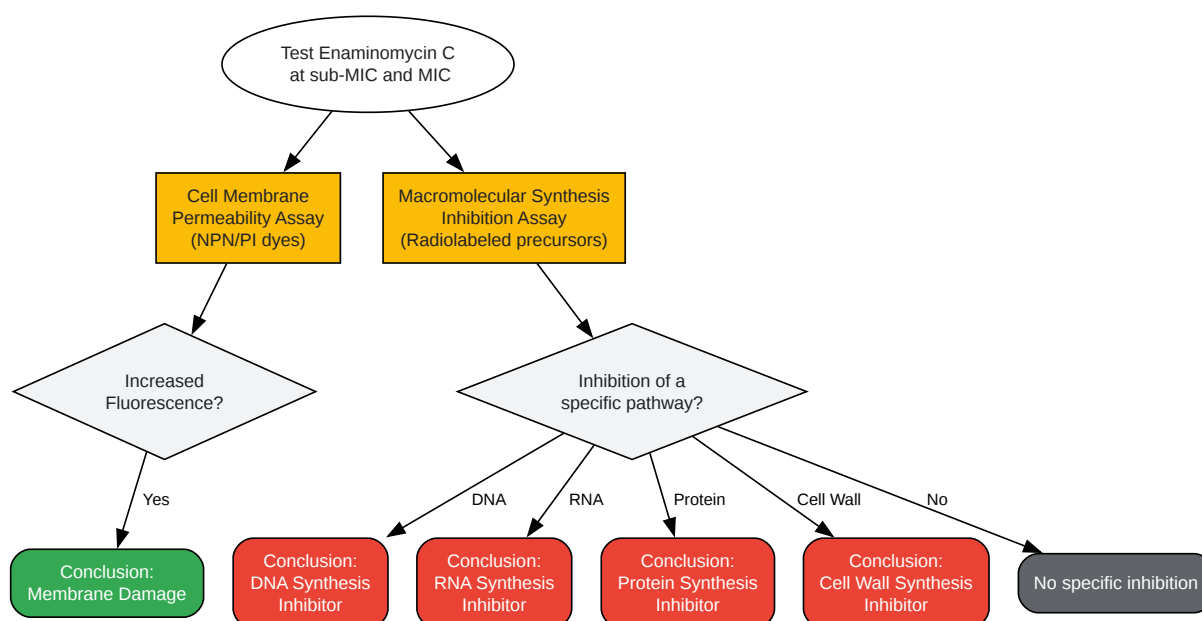 Test Enaminomycin C
at sub-MIC and MIC
Cell Membrane
Permeability Assay
(NPN/PI dyes)
Macromolecular Synthesis
Inhibition Assay
(Radiolabeled precursors)
Increased
Fluorescence?
Inhibition of a
specific pathway?
Yes
DNA
RNA
Protein
Cell Wall
No
Conclusion:
Membrane Damage
Conclusion:
DNA Synthesis
Inhibitor
Conclusion:
RNA Synthesis
Inhibitor
Conclusion:
Protein Synthesis
Inhibitor
Conclusion:
Cell Wall Synthesis
Inhibitor
No specific inhibition